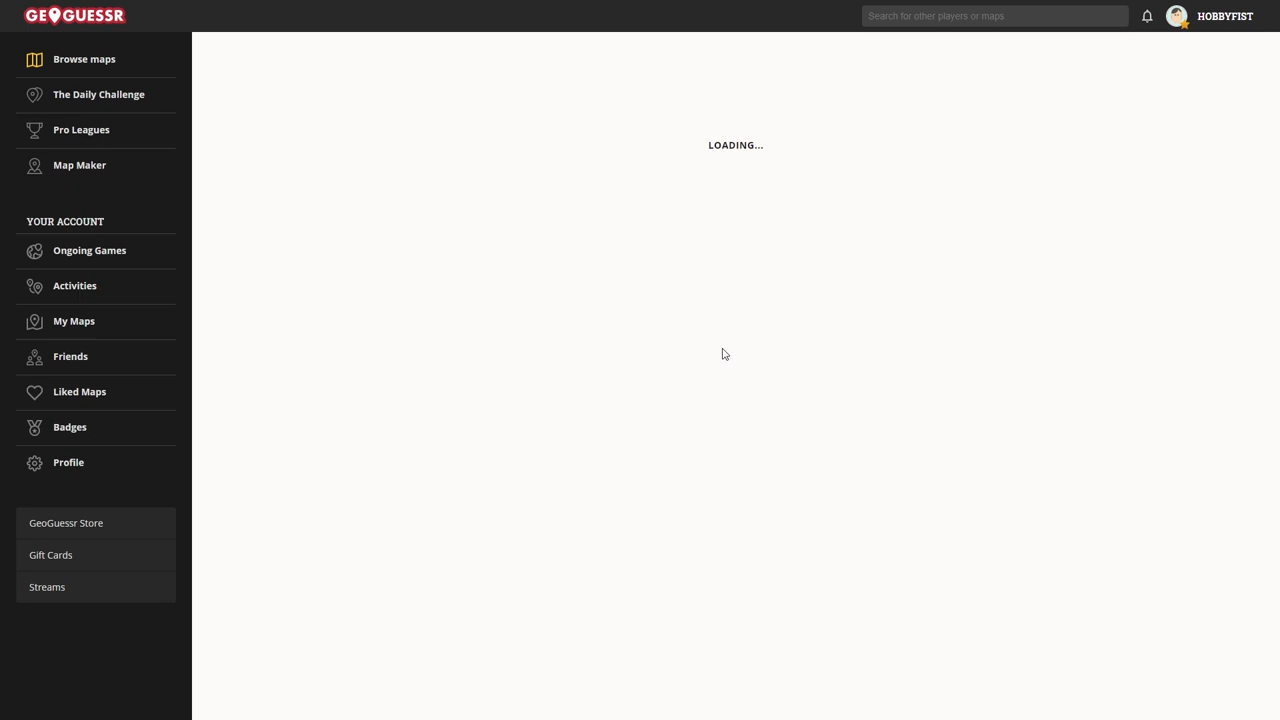 GEOGUESSR
Search for other players or maps
HOBBYFIST
Browse maps
The Daily Challenge
Pro Leagues
Map Maker
YOUR ACCOUNT
Ongoing Games
Activities
My Maps
Friends
Liked Maps
Badges
Profile
GeoGuessr Store
Gift Cards
Streams
LOADING...